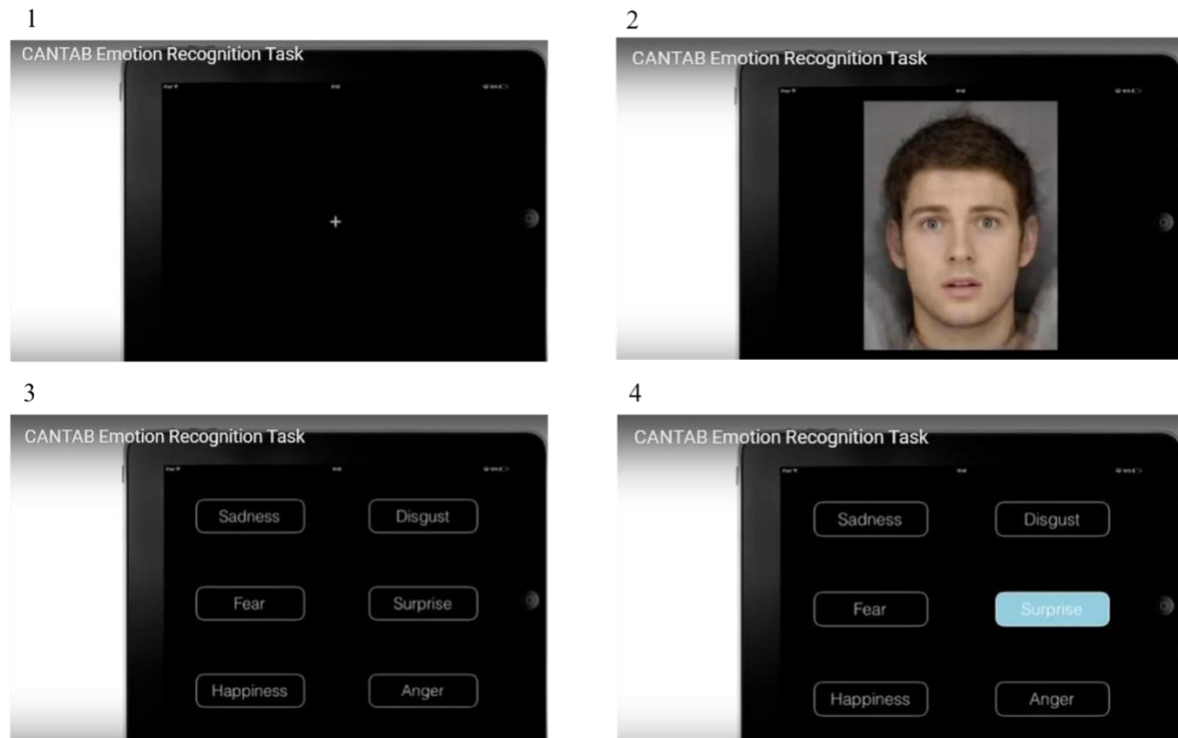 1
CANTAB Emotion Recognition Task
2
CANTAB Emotion Recognition Task
3
CANTAB Emotion Recognition Task
Sadness
Disgust
Fear
Surprise
Happiness
Anger
4
CANTAB Emotion Recognition Task
Sadness
Disgust
Fear
Surprise
Happiness
Anger